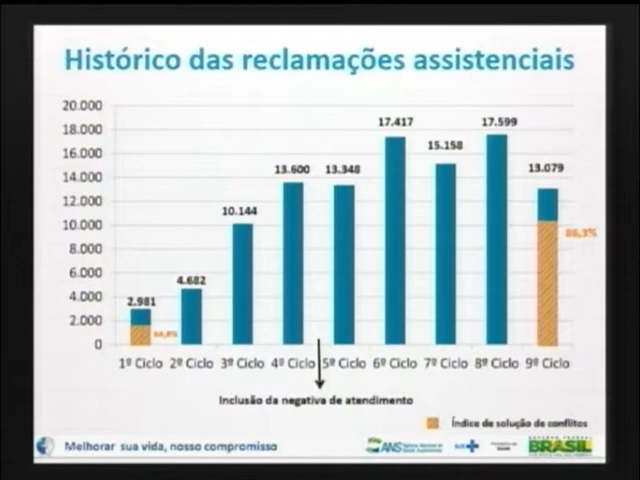 Histórico das reclamações assistenciais
20.000
18.000
16.000
14.000
12.000
10.000
8.000
6.000
4.000
2.000
0
2.981
4.682
10.144
13.600
13.348
17.417
15.158
17.599
13.079
86,3%
1º Ciclo 2º Ciclo 3º Ciclo 4º Ciclo 5º Ciclo 6º Ciclo 7º Ciclo 8º Ciclo 9º Ciclo
Inclusão da negativa de atendimento
Índice de solução de conflitos
Melhorar sua vida, nosso compromisso
ANS
SUS
BRASIL